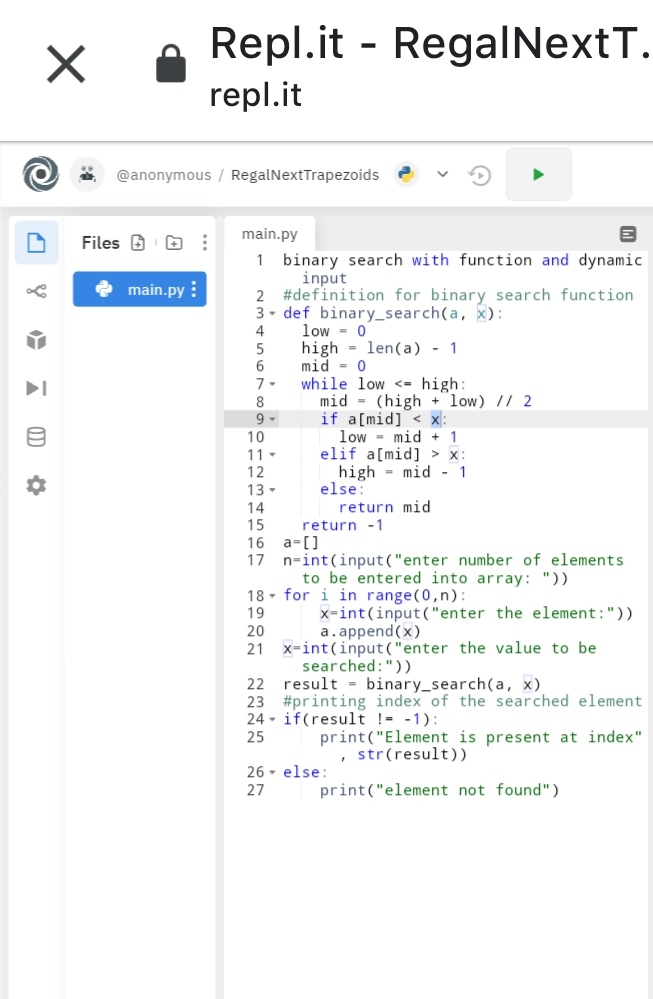 Repl.it - RegalNextT.
repl.it
@anonymous / RegalNextTrapezoids
Files
main.py
main.py
1 binary search with function and dynamic
input
2 #definition for binary search function
3 def binary_search(a, x):
4 low = 0
5 high = len(a) - 1
6 mid = 0
7 while low <= high:
8 mid = (high + low) // 2
9 if a[mid] < x:
10 low = mid + 1
11 elif a[mid] > x:
12 high = mid - 1
13 else:
14 return mid
15 return -1
16 a=[]
17 n=int(input("enter number of elements
to be entered into array: "))
18 for i in range(0,n):
19 x=int(input("enter the element:"))
20 a.append(x)
21 x=int(input("enter the value to be
searched:"))
22 result = binary_search(a, x)
23 #printing index of the searched element
24 if(result != -1):
25 print("Element is present at index"
, str(result))
26 else:
27 print("element not found")